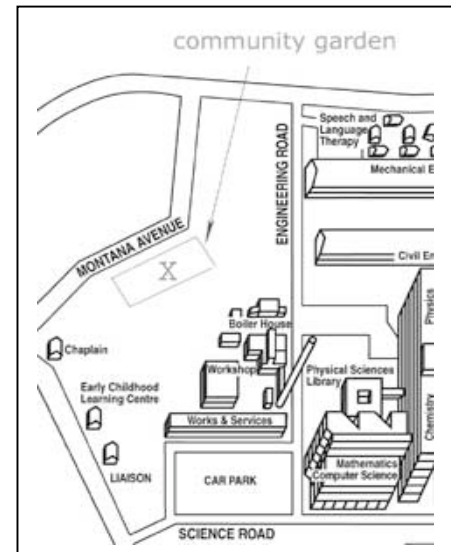 community garden
Speech and
Language
Therapy
Mechanical E
ENGINEERING ROAD
MONTANA AVENUE
X
Civil En
Physics
Boiler House
Chaplain
Workshop
Physical Sciences
Library
Early Childhood
Learning Centre
Chemistry
Works & Services
LIAISON
CAR PARK
Mathematics
Computer Science
SCIENCE ROAD